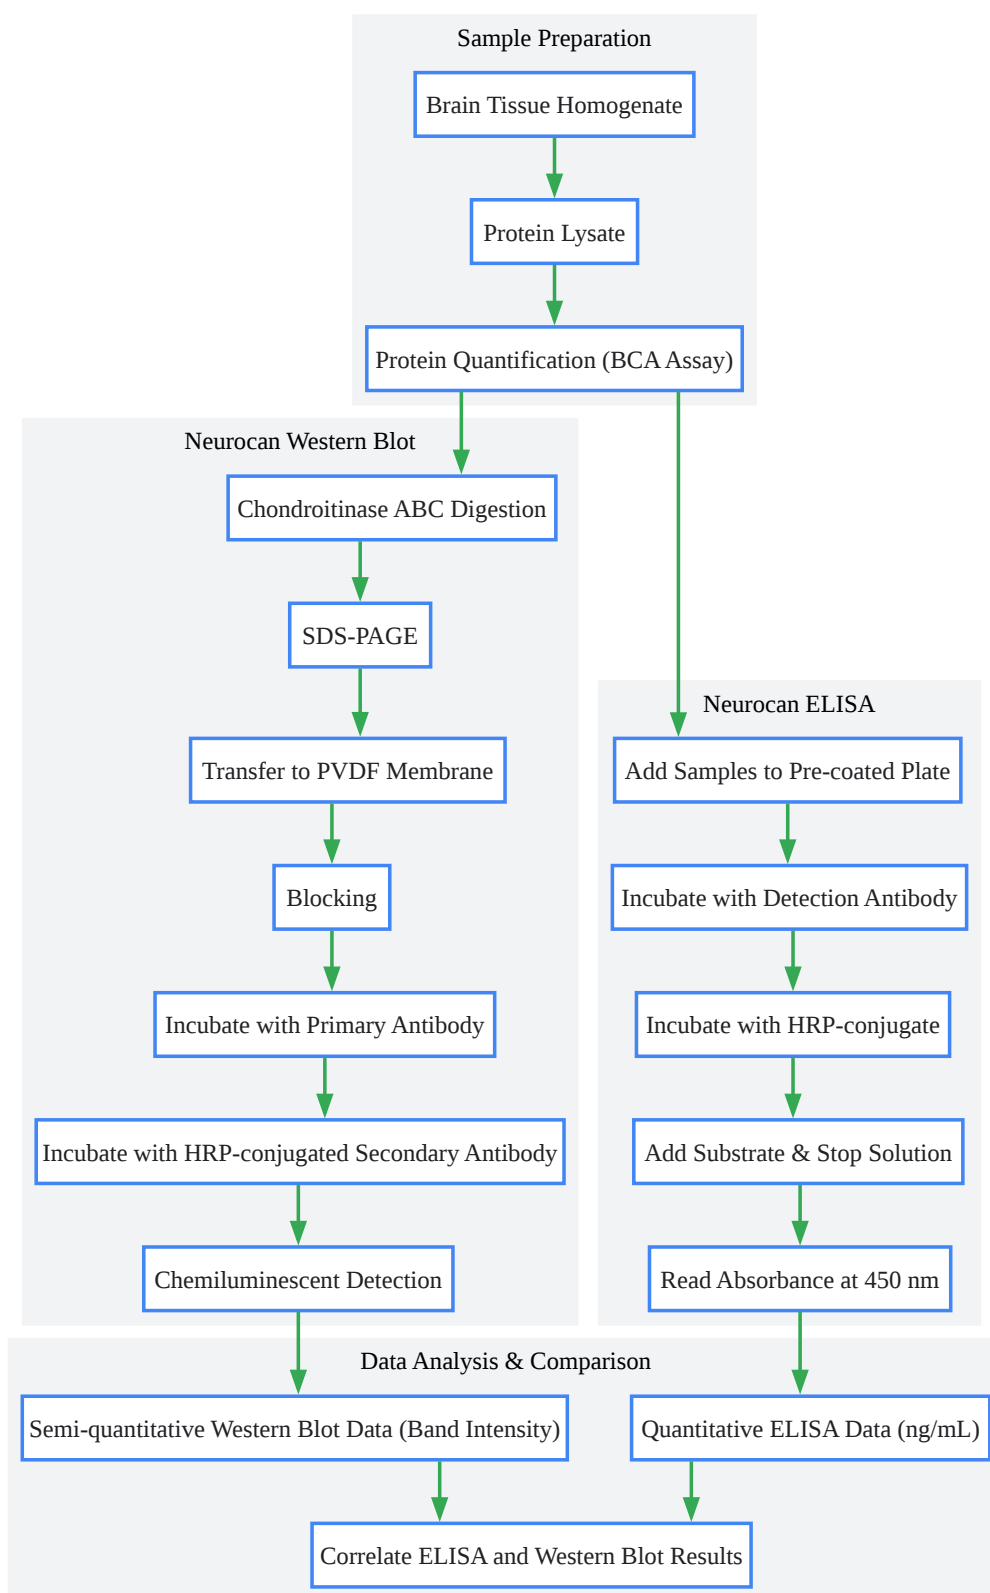 Sample Preparation
Brain Tissue Homogenate
Protein Lysate
Protein Quantification (BCA Assay)
Neurocan Western Blot
Chondroitinase ABC Digestion
SDS-PAGE
Transfer to PVDF Membrane
Blocking
Incubate with Primary Antibody
Incubate with HRP-conjugated Secondary Antibody
Chemiluminescent Detection
Neurocan ELISA
Add Samples to Pre-coated Plate
Incubate with Detection Antibody
Incubate with HRP-conjugate
Add Substrate & Stop Solution
Read Absorbance at 450 nm
Data Analysis & Comparison
Semi-quantitative Western Blot Data (Band Intensity)
Quantitative ELISA Data (ng/mL)
Correlate ELISA and Western Blot Results